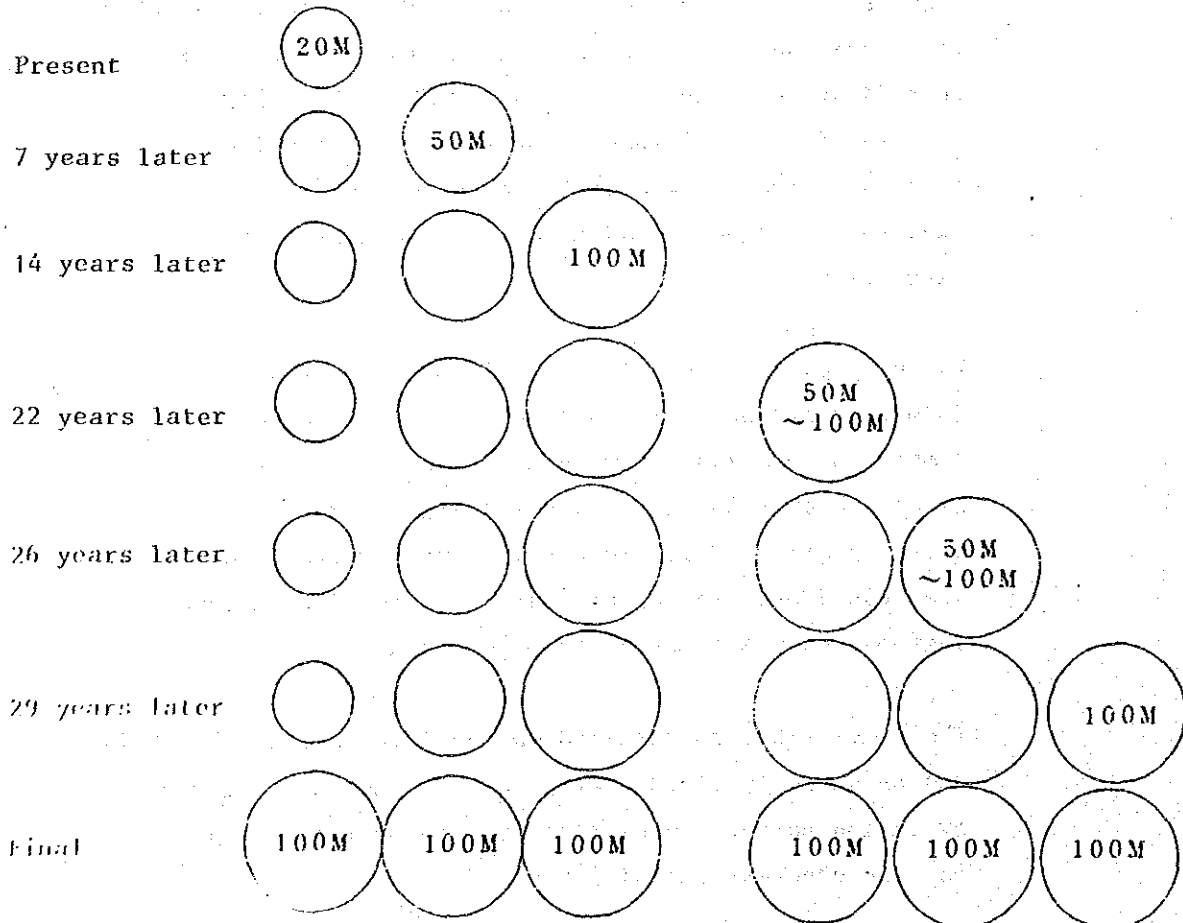 Present
20M
7 years later
50M
14 years later
100M
22 years later
50M
~100M
26 years later
50M
~100M
29 years later
100M
Final
100M 100M 100M 100M 100M 100M